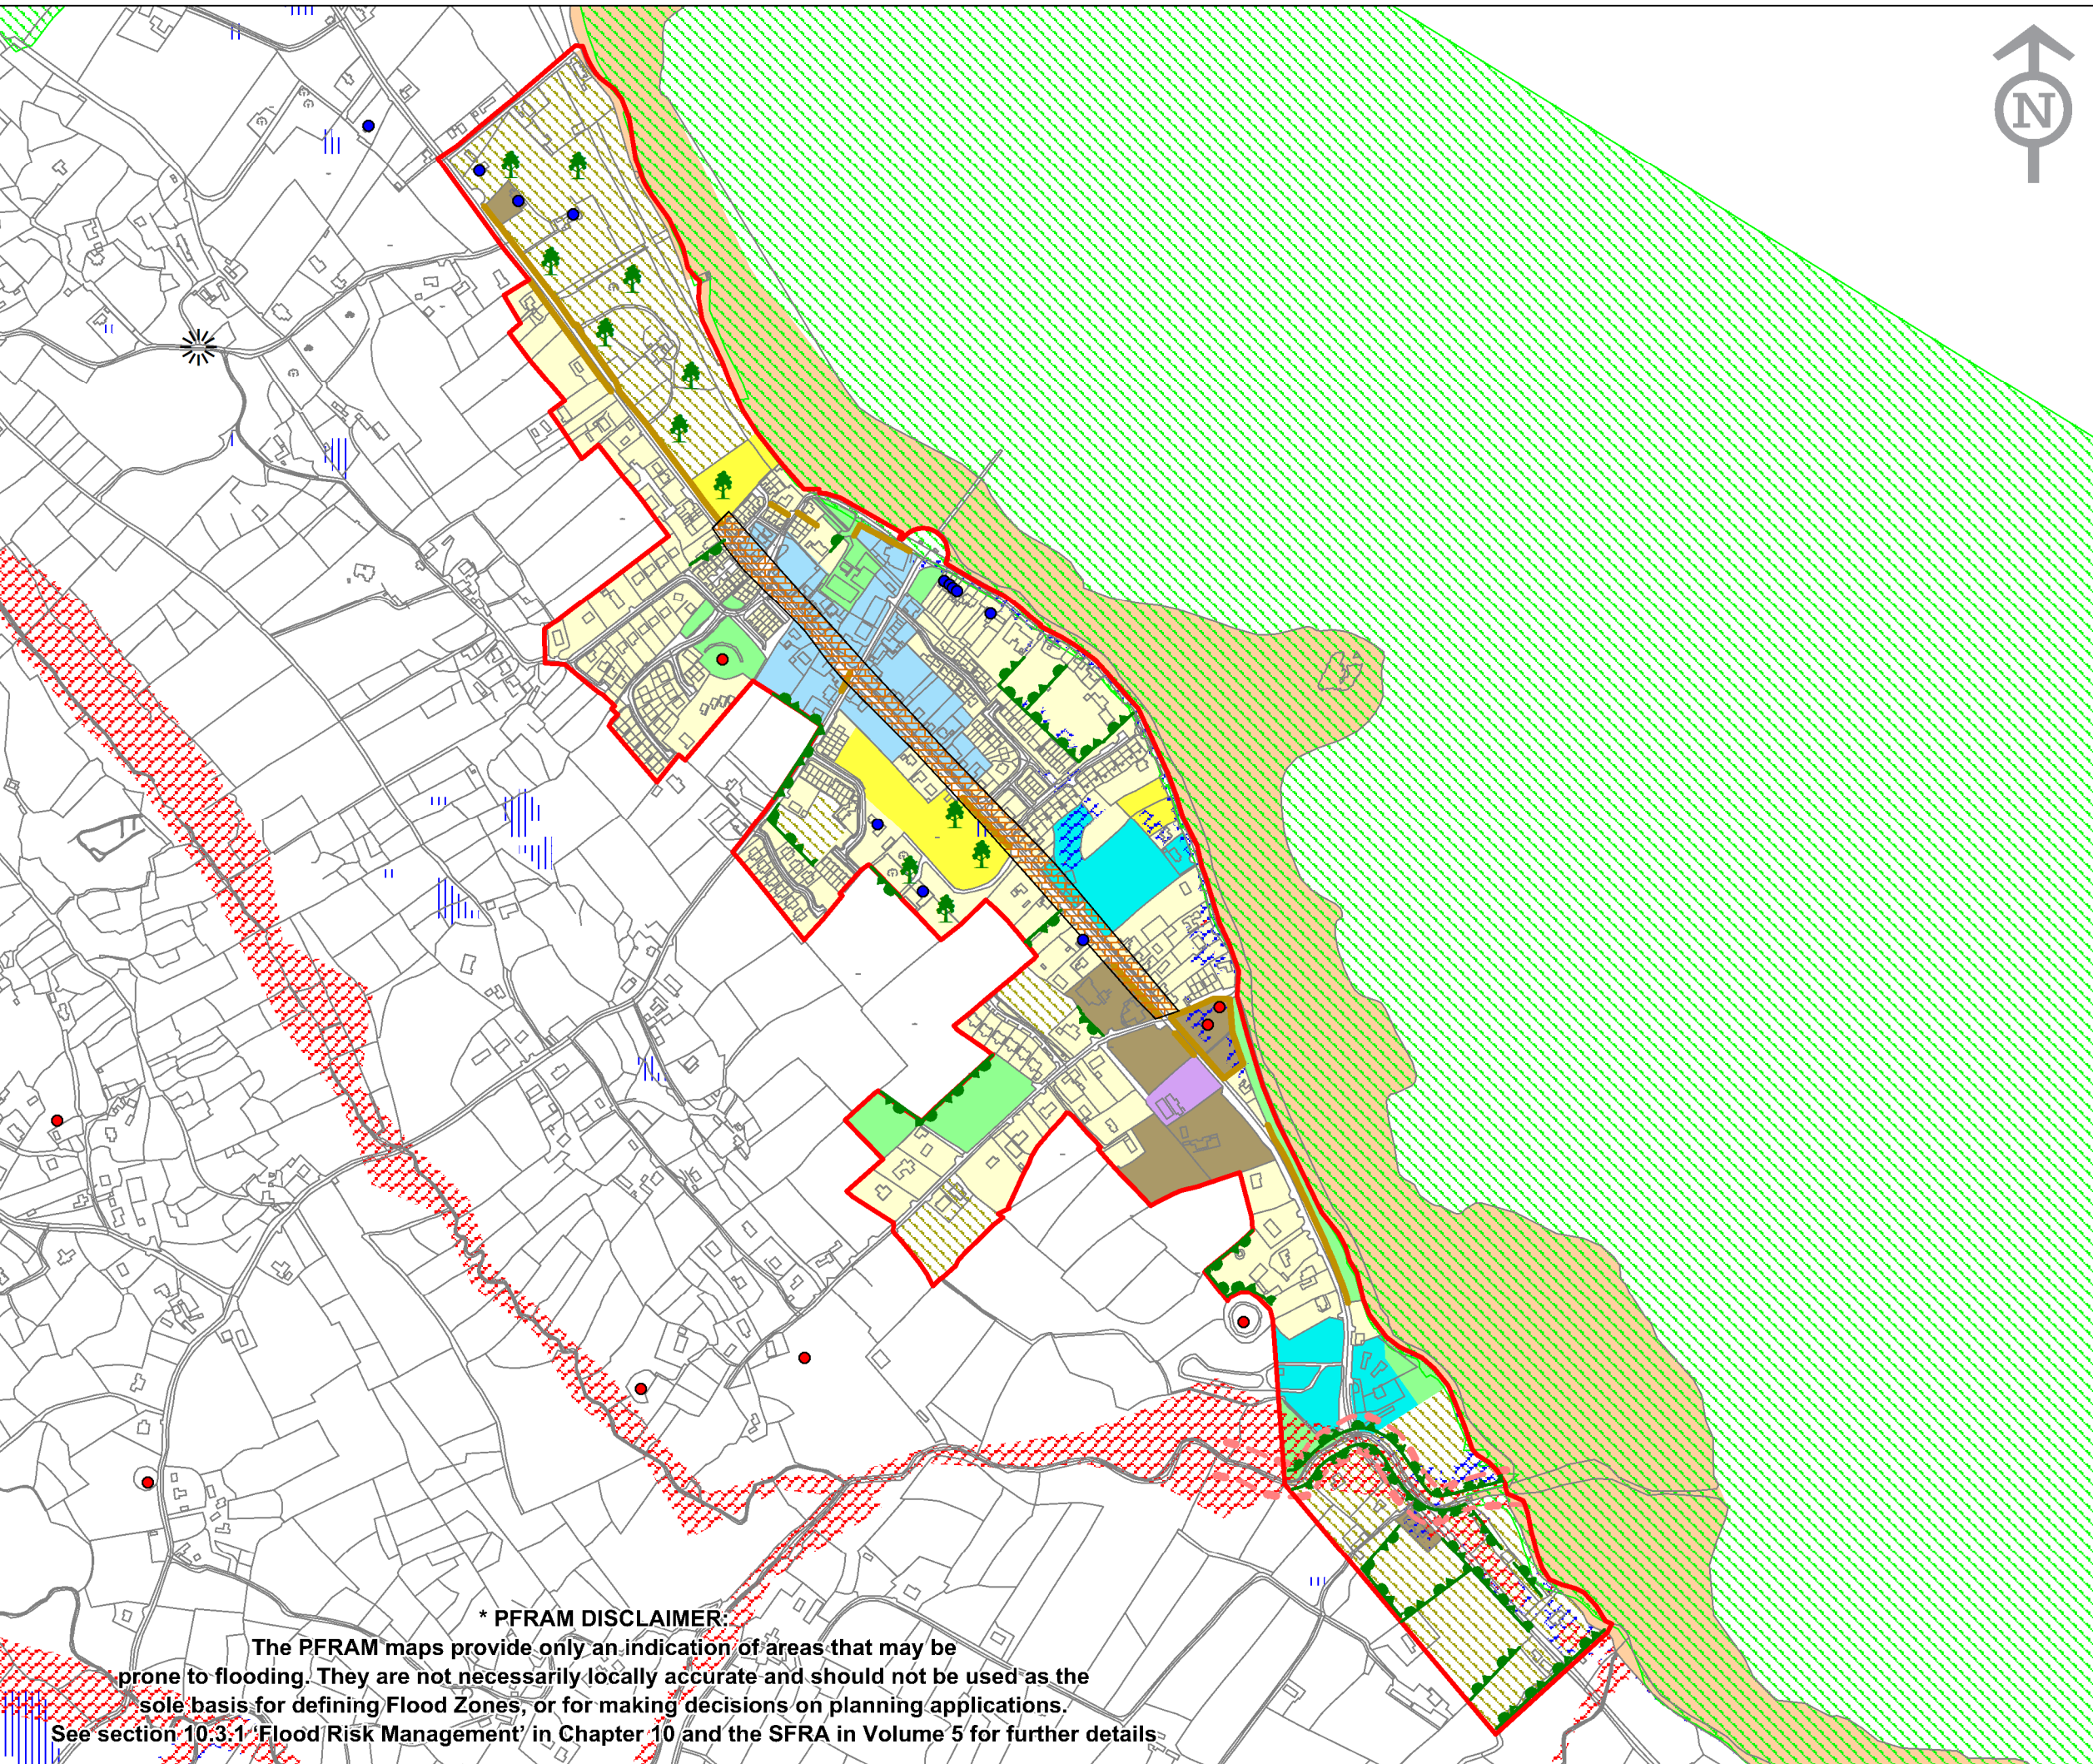 N
* PFRAM DISCLAIMER:
The PFRAM maps provide only an indication of areas that may be
prone to flooding. They are not necessarily locally accurate and should not be used as the
sole basis for defining Flood Zones, or for making decisions on planning applications.
See section 10.3.1 'Flood Risk Management' in Chapter 10 and the SFRA in Volume 5 for further details